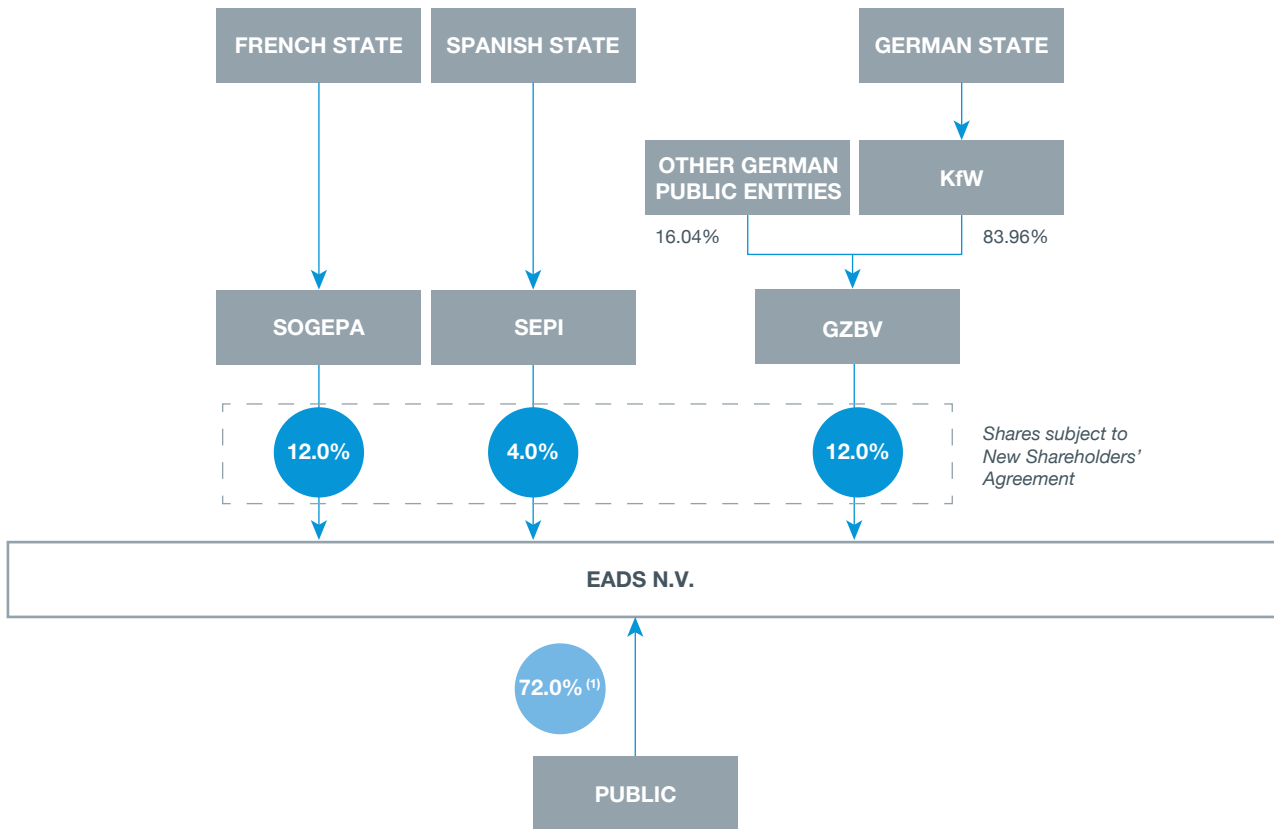 FRENCH STATE
SPANISH STATE
GERMAN STATE
OTHER GERMAN
PUBLIC ENTITIES
KfW
16.04%
83.96%
SOGEPA
SEPI
GZBV
12.0%
4.0%
12.0%
Shares subject to
New Shareholders’
Agreement
EADS N.V.
72.0% (1)
PUBLIC